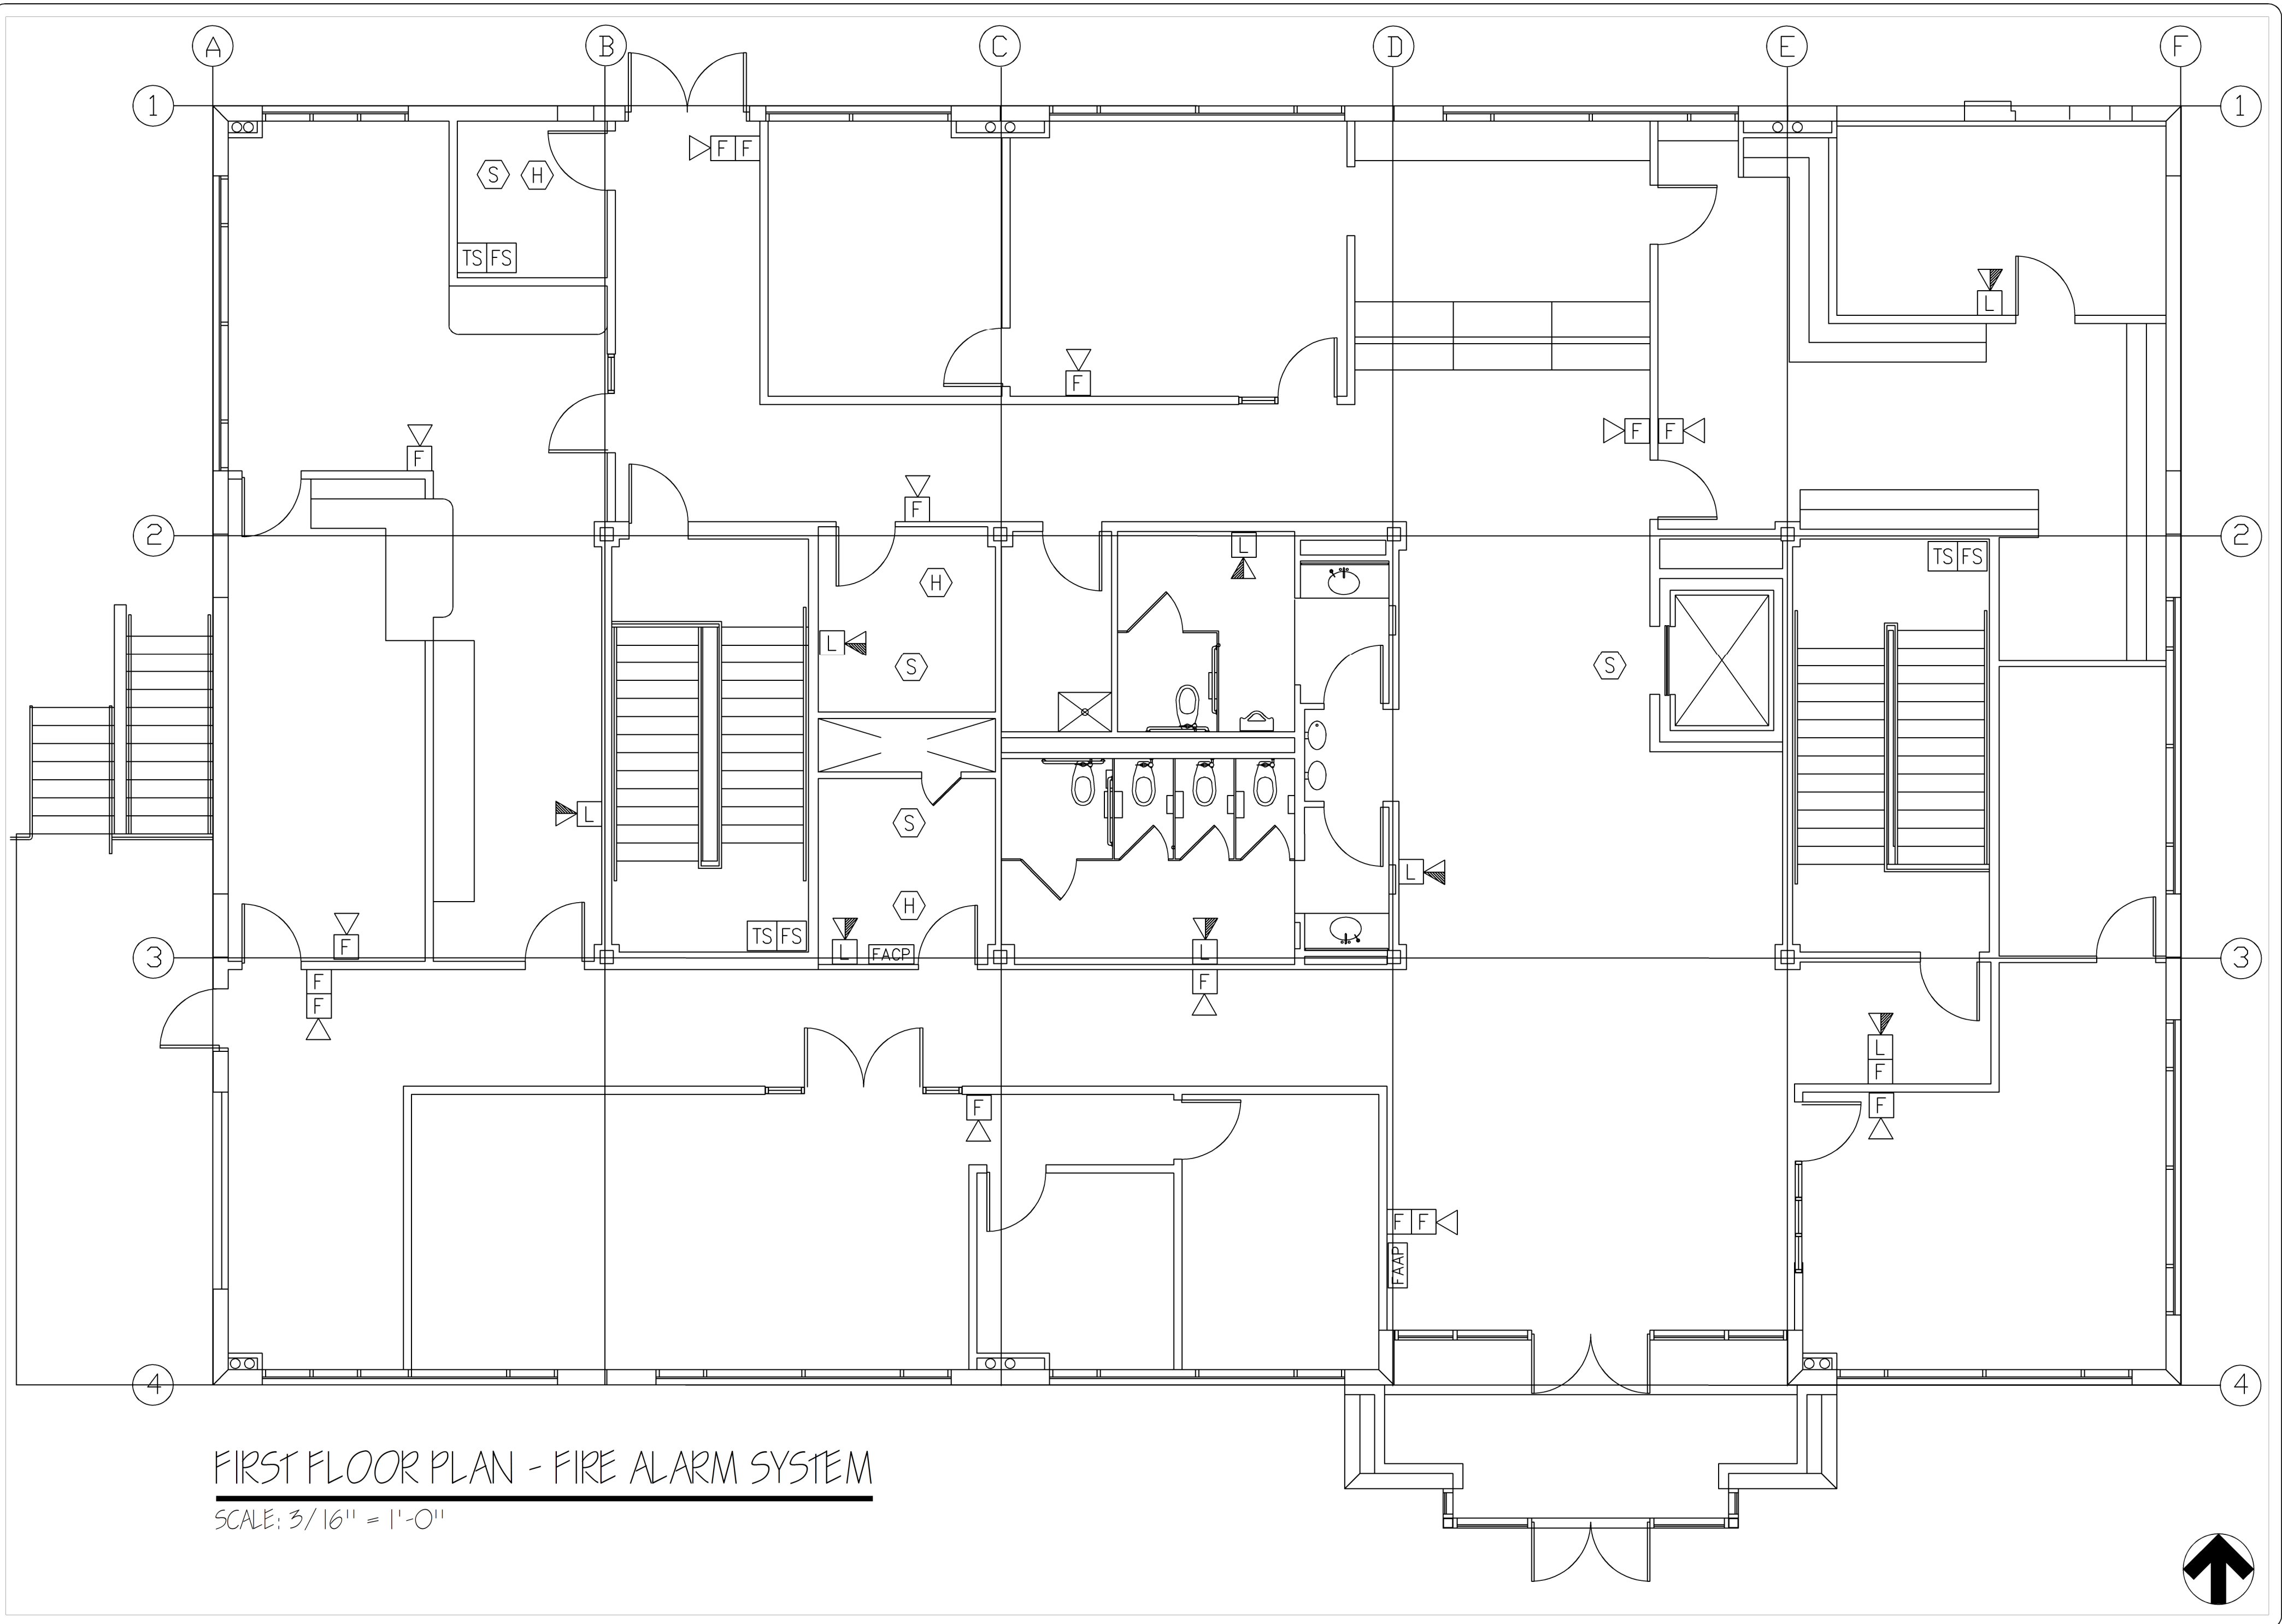 A B C D E F
1 1
F F
S H
TS FS
L
F
F F
F
F
2 2
L
TS FS
H
L
S S
L
S
L
H
L L
TS FS
FACP
F
3 3
F F
F
L
F
F F
F F
FAAP
4 4
FIRST FLOOR PLAN - FIRE ALARM SYSTEM
SCALE: 3/16" = 1'-0"